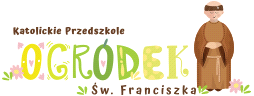 Katolickie Przedszkole
OGRÓDEK
Św. Franciszka